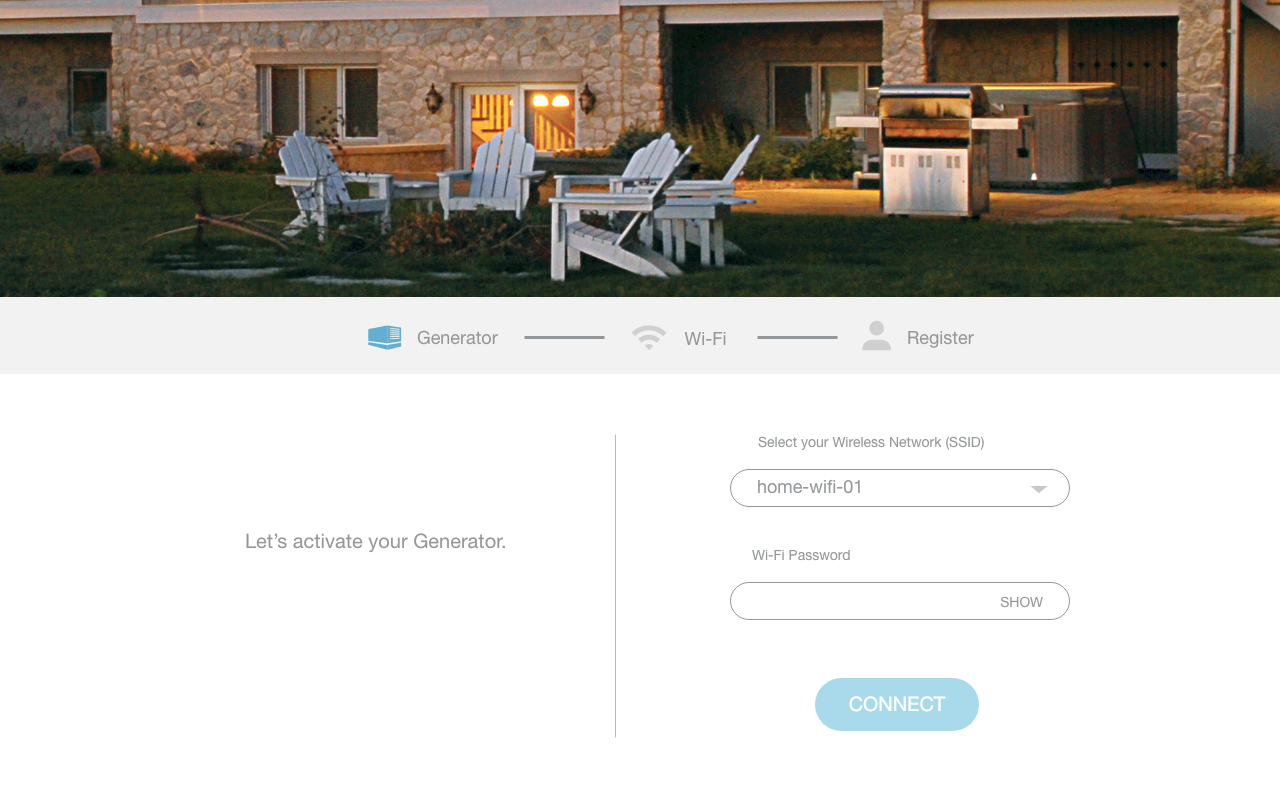 Generator
Wi-Fi
Register
Let’s activate your Generator.
Select your Wireless Network (SSID)
home-wifi-01
Wi-Fi Password
SHOW
CONNECT